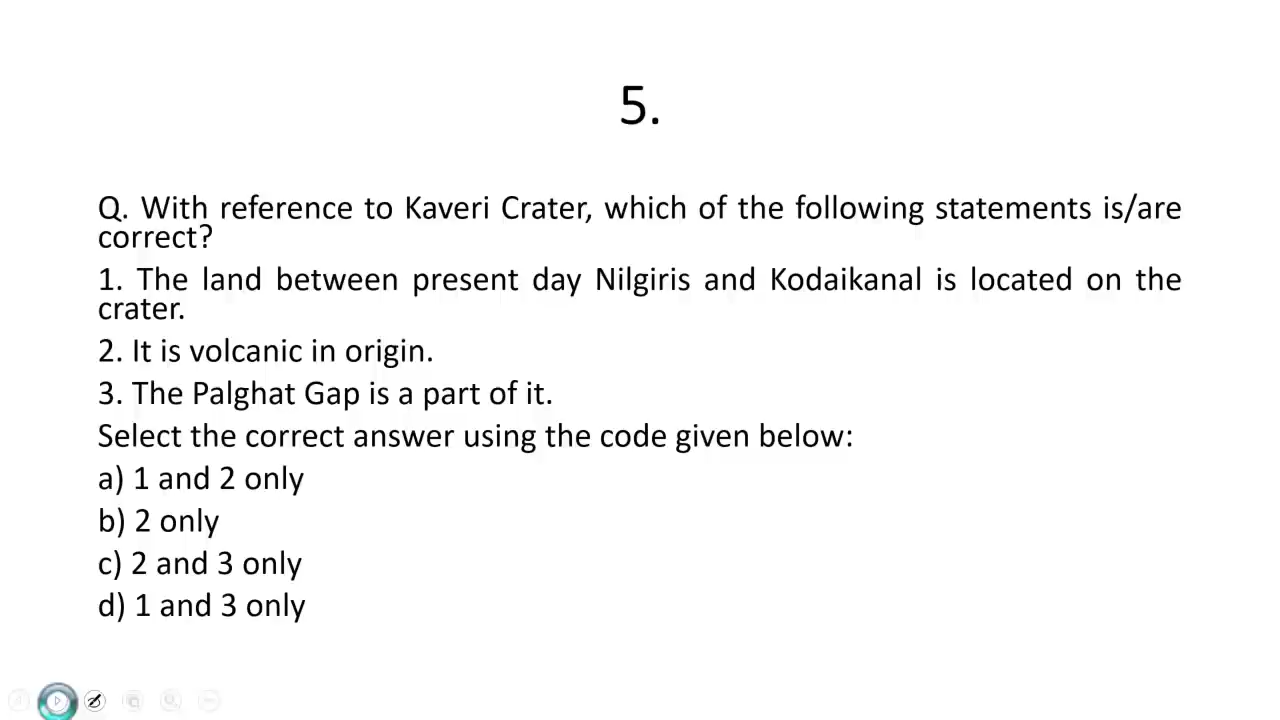 5.
Q. With reference to Kaveri Crater, which of the following statements is/are
correct?
1. The land between present day Nilgiris and Kodaikanal is located on the
crater.
2. It is volcanic in origin.
3. The Palghat Gap is a part of it.
Select the correct answer using the code given below:
a) 1 and 2 only
b) 2 only
c) 2 and 3 only
d) 1 and 3 only